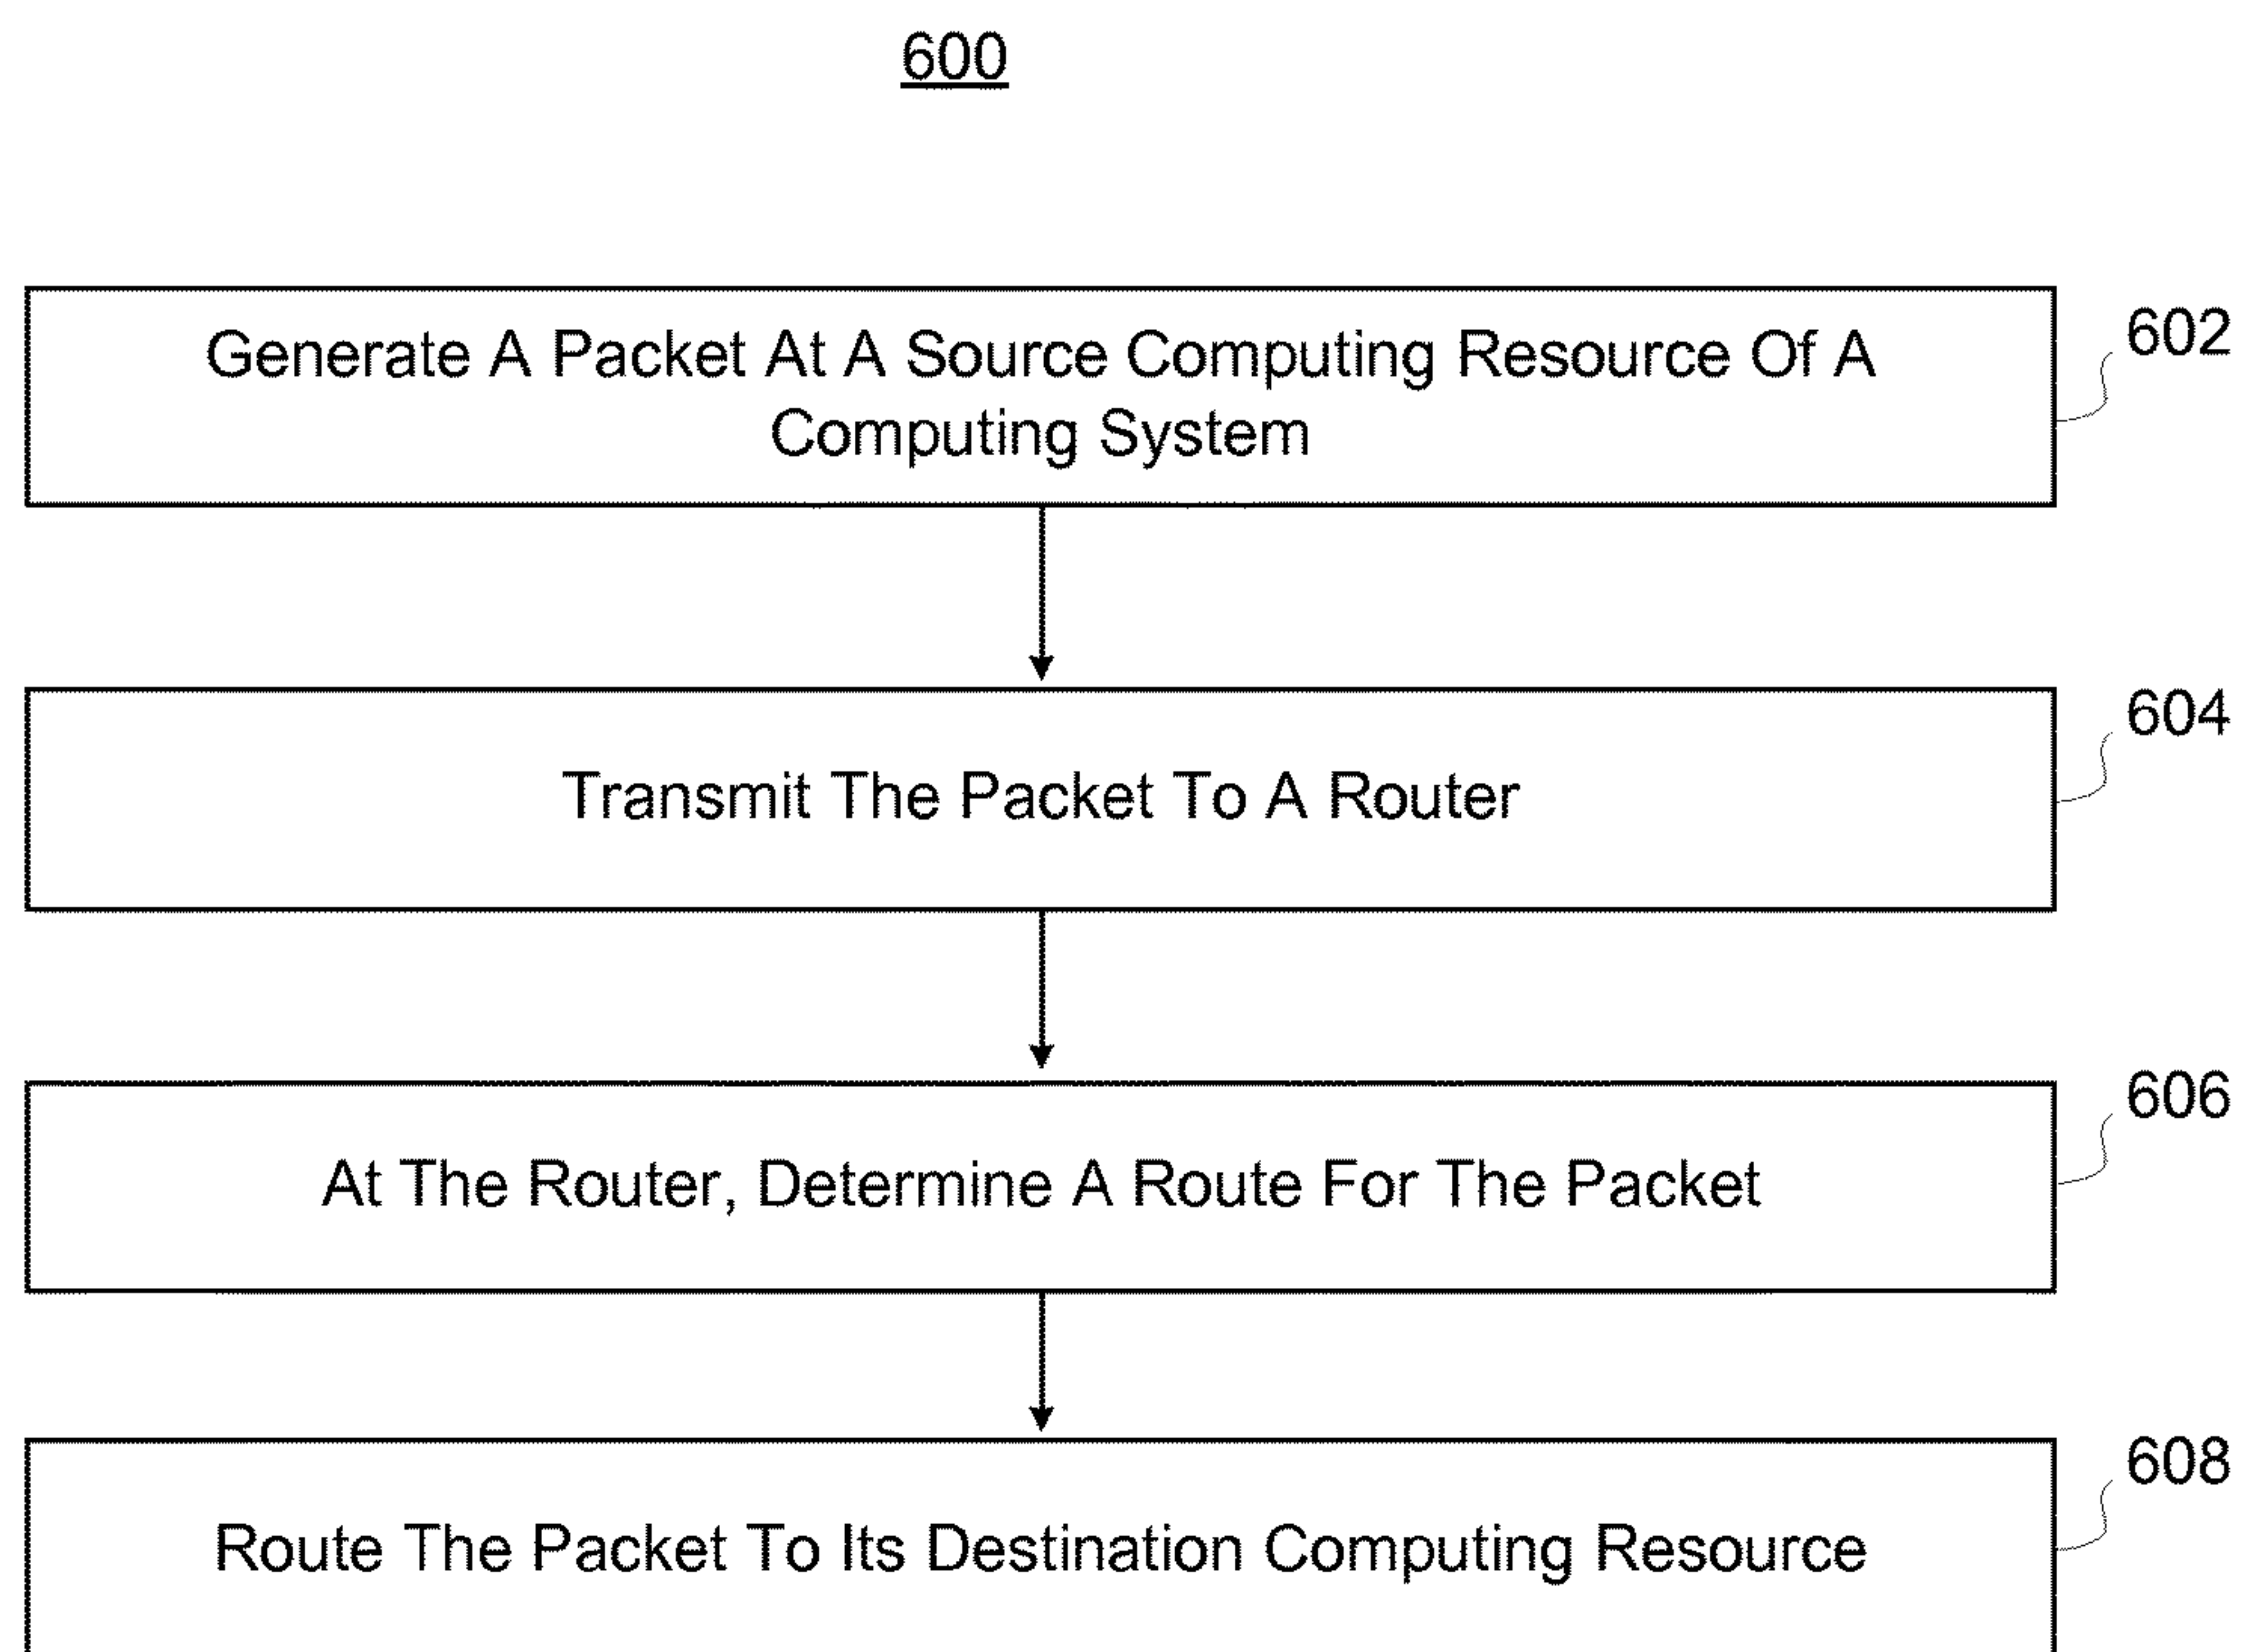 600
Generate A Packet At A Source Computing Resource Of A
Computing System
602
Transmit The Packet To A Router
604
At The Router, Determine A Route For The Packet
606
Route The Packet To Its Destination Computing Resource
608